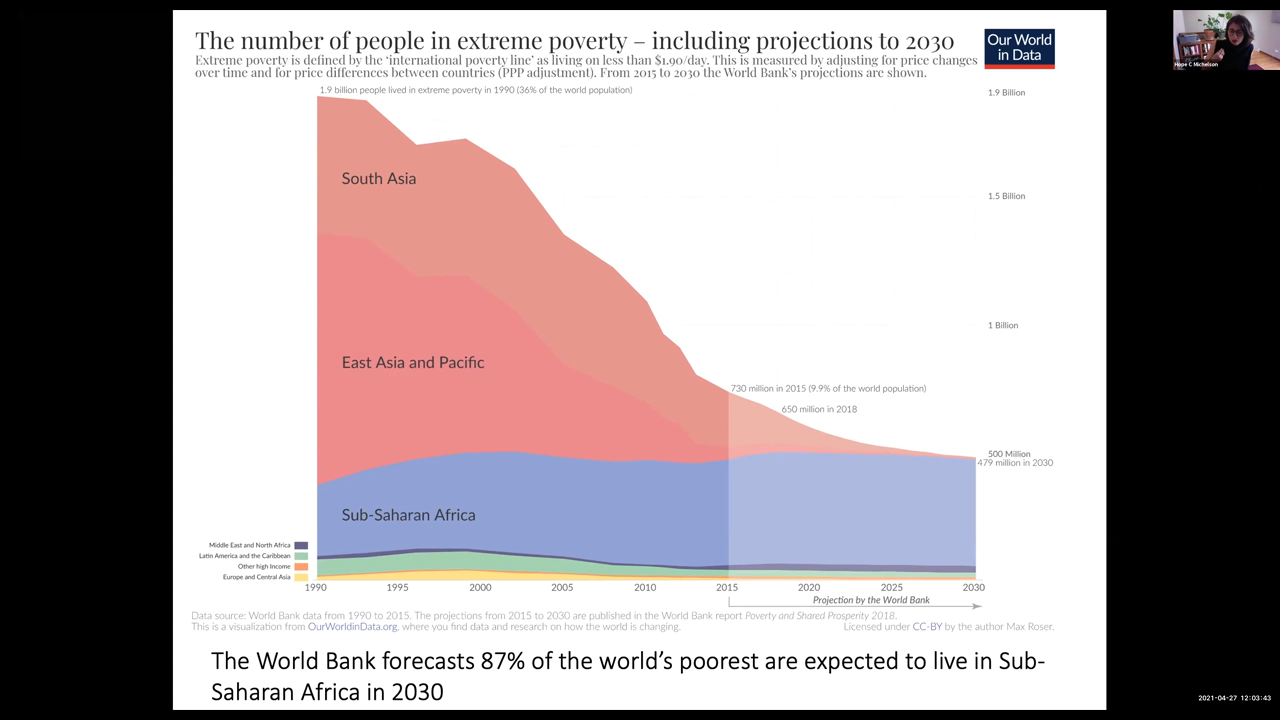 The number of people in extreme poverty – including projections to 2030
Our World
in Data
Extreme poverty is defined by the ‘international poverty line’ as living on less than $1.90/day. This is measured by adjusting for price changes
over time and for price differences between countries (PPP adjustment). From 2015 to 2030 the World Bank’s projections are shown.
Hope C Michelson
1.9 billion people lived in extreme poverty in 1990 (36% of the world population)
1.9 Billion
South Asia
1.5 Billion
1 Billion
East Asia and Pacific
730 million in 2015 (9.9% of the world population)
650 million in 2018
500 Million
479 million in 2030
Sub-Saharan Africa
Middle East and North Africa
Latin America and the Caribbean
Other high Income
Europe and Central Asia
1990 1995 2000 2005 2010 2015 2020 2025 2030
Projection by the World Bank
Data source: World Bank data from 1990 to 2015. The projections from 2015 to 2030 are published in the World Bank report Poverty and Shared Prosperity 2018.
This is a visualization from OurWorldinData.org, where you find data and research on how the world is changing.
Licensed under CC-BY by the author Max Roser.
The World Bank forecasts 87% of the world’s poorest are expected to live in Sub-
Saharan Africa in 2030
2021-04-27 12:03:43